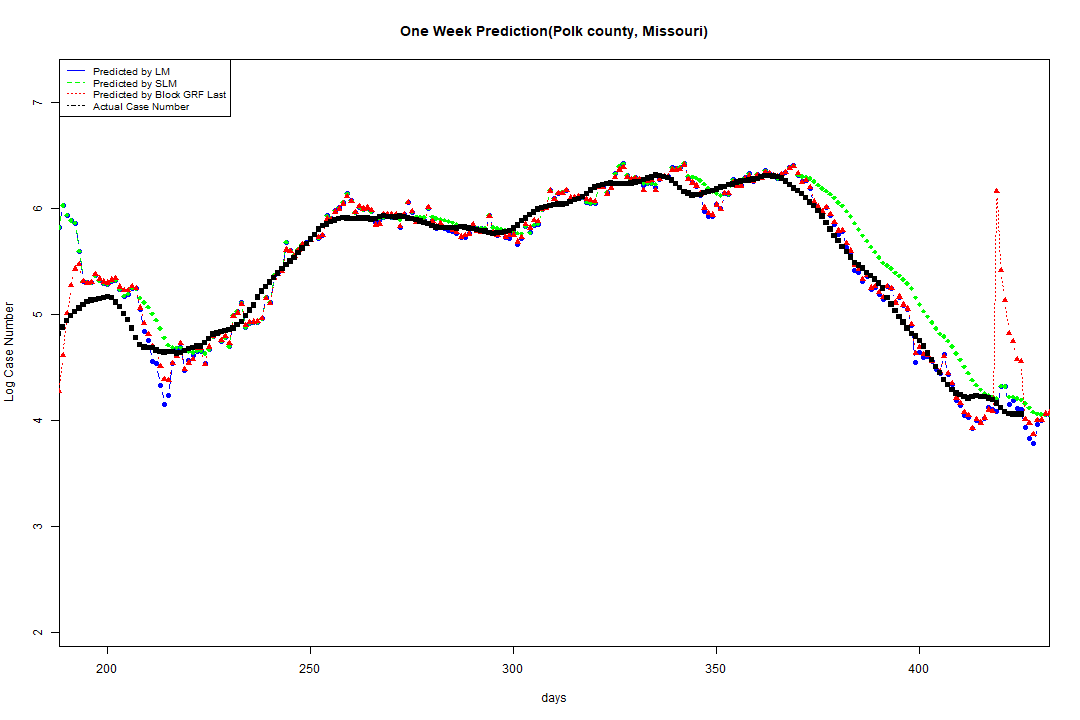 One Week Prediction(Polk county, Missouri)
Predicted by LM
Predicted by SLM
Predicted by Block GRF Last
Actual Case Number
7
6
5
4
3
2
Log Case Number
200 250 300 350 400
days